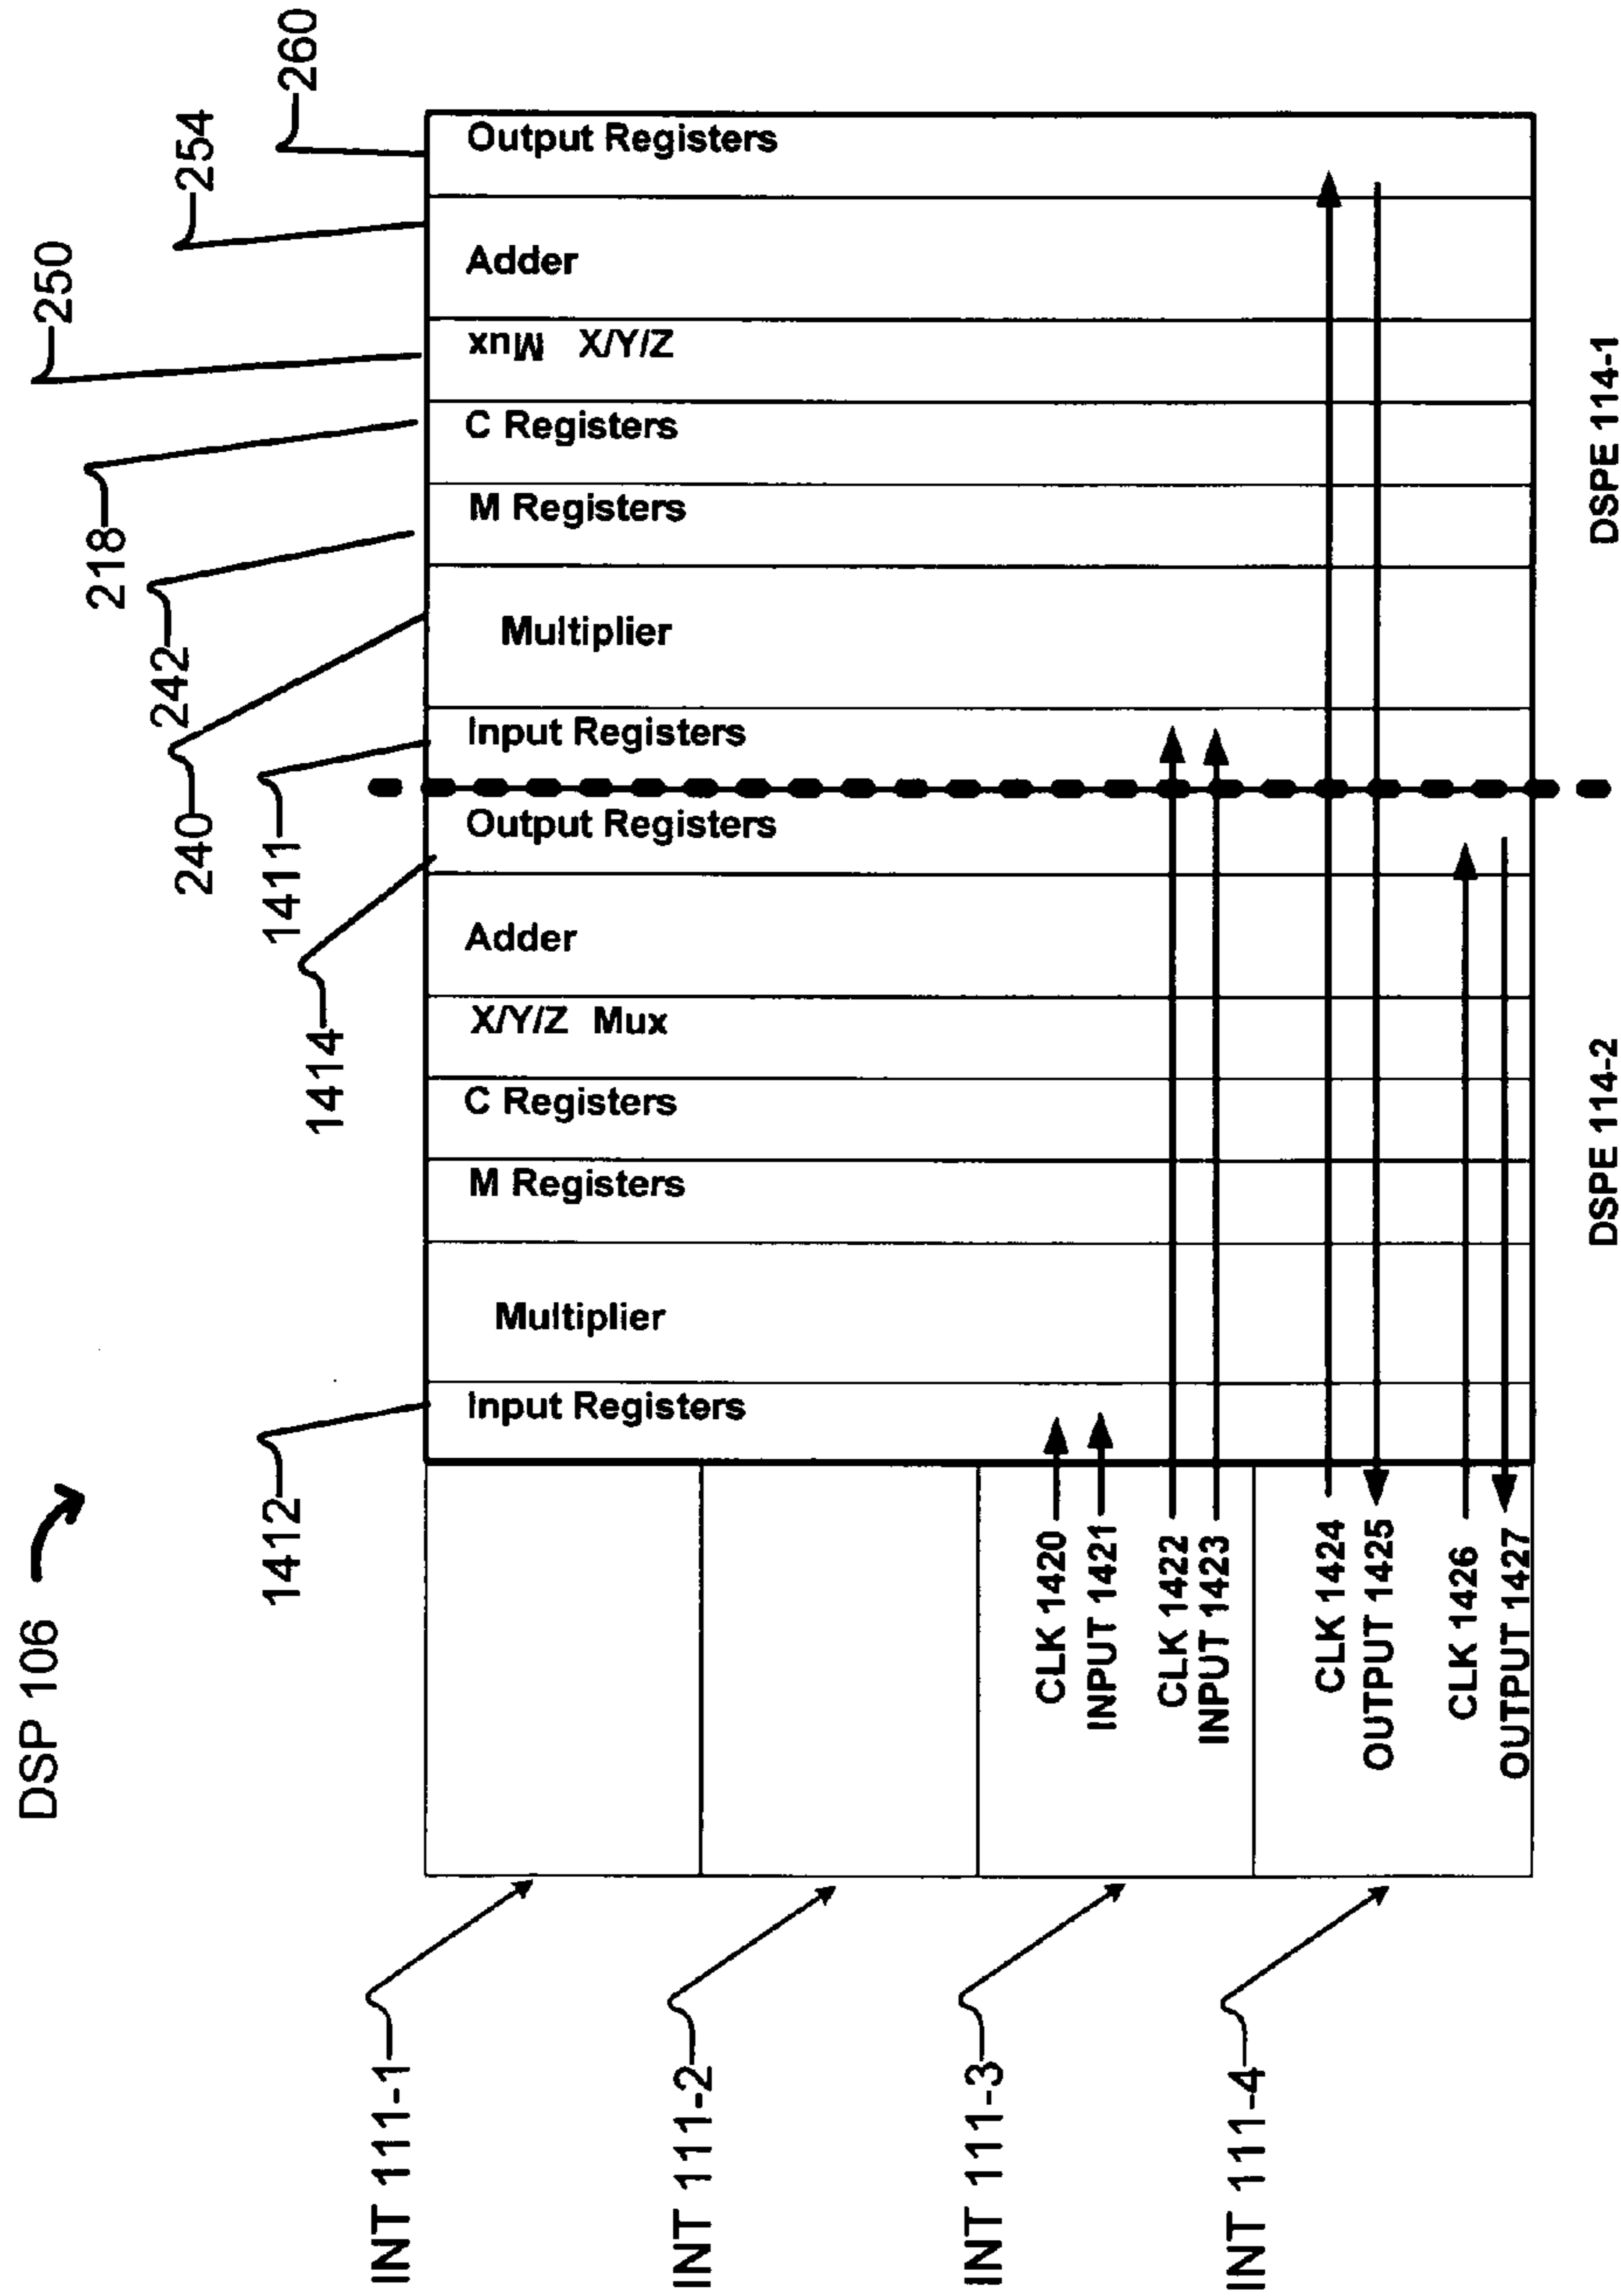 DSP 106
250
254
260
218
242
240
1411
1414
1412
Output Registers
Adder
Mux X/Y/Z
C Registers
M Registers
Multiplier
Input Registers
Output Registers
Adder
X/Y/Z Mux
C Registers
M Registers
Multiplier
Input Registers
CLK 1420
INPUT 1421
CLK 1422
INPUT 1423
CLK 1424
OUTPUT 1425
CLK 1426
OUTPUT 1427
INT 111-1
INT 111-2
INT 111-3
INT 111-4
DSPE 114-2
DSPE 114-1